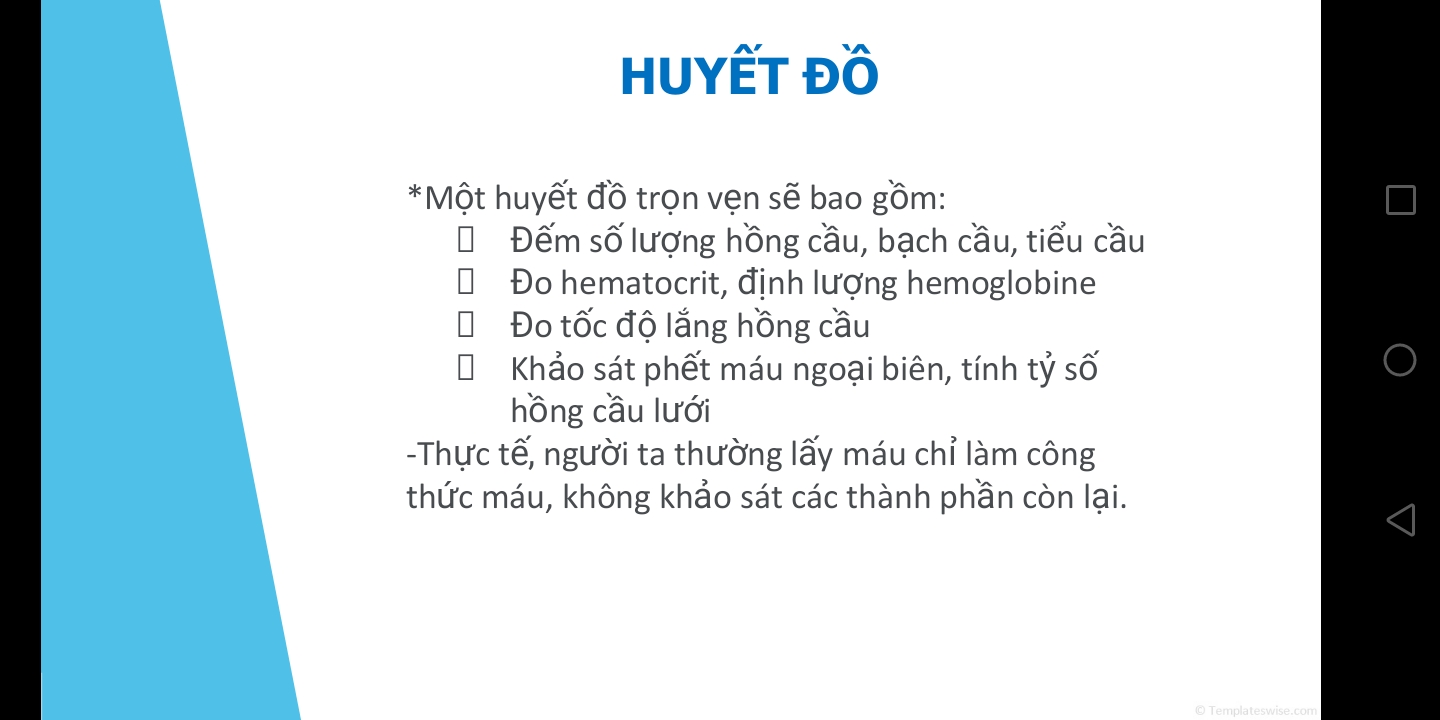 HUYẾT ĐỒ
*Một huyết đồ trọn vẹn sẽ bao gồm:
Đếm số lượng hồng cầu, bạch cầu, tiểu cầu
Đo hematocrit, định lượng hemoglobine
Đo tốc độ lắng hồng cầu
Khảo sát phết máu ngoại biên, tính tỷ số
hồng cầu lưới
-Thực tế, người ta thường lấy máu chỉ làm công
thức máu, không khảo sát các thành phần còn lại.
© Templateswise.com